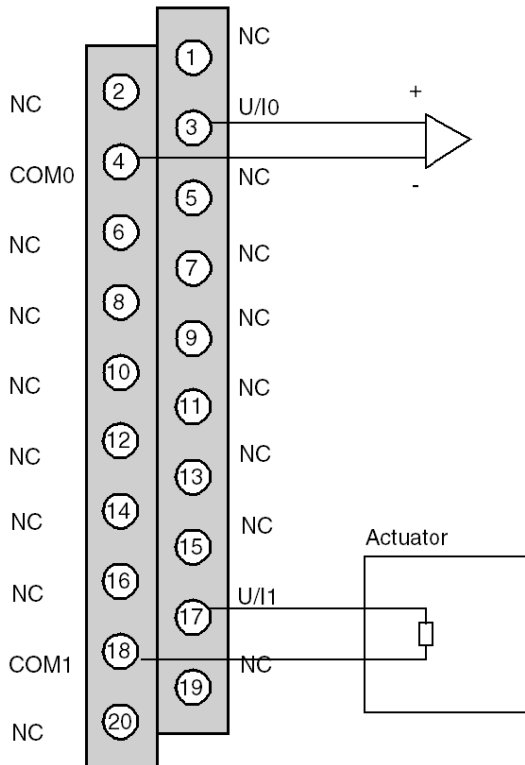 NC
1
2
+
NC
U/I0
3
4
COM0
NC
-
5
6
NC
NC
7
8
NC
NC
9
10
NC
NC
11
12
NC
NC
13
14
NC
NC
15
Actuator
16
NC
U/I1
17
18
COM1
NC
19
20
NC